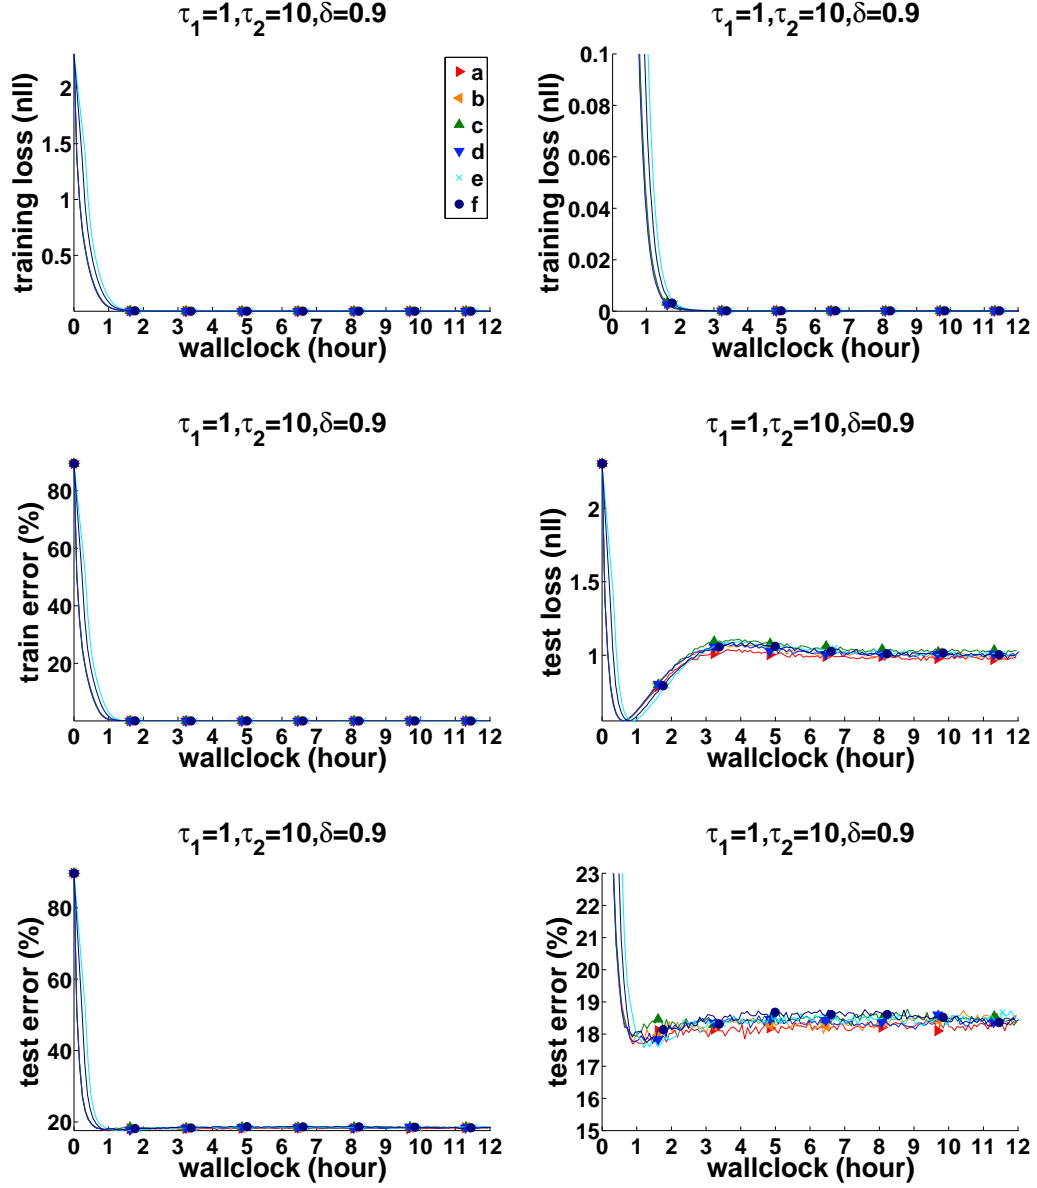 τ1=1,τ2=10,δ=0.9
training loss (nll)
2
1.5
1
0.5
0 1 2 3 4 5 6 7 8 9 10 11 12
wallclock (hour)
a
b
c
d
e
f
τ1=1,τ2=10,δ=0.9
training loss (nll)
0.1
0.08
0.06
0.04
0.02
0
0 1 2 3 4 5 6 7 8 9 10 11 12
wallclock (hour)
τ1=1,τ2=10,δ=0.9
train error (%)
80
60
40
20
0 1 2 3 4 5 6 7 8 9 10 11 12
wallclock (hour)
τ1=1,τ2=10,δ=0.9
test loss (nll)
2
1.5
1
0 1 2 3 4 5 6 7 8 9 10 11 12
wallclock (hour)
τ1=1,τ2=10,δ=0.9
test error (%)
80
60
40
20
0 1 2 3 4 5 6 7 8 9 10 11 12
wallclock (hour)
τ1=1,τ2=10,δ=0.9
test error (%)
23
22
21
20
19
18
17
16
15
0 1 2 3 4 5 6 7 8 9 10 11 12
wallclock (hour)